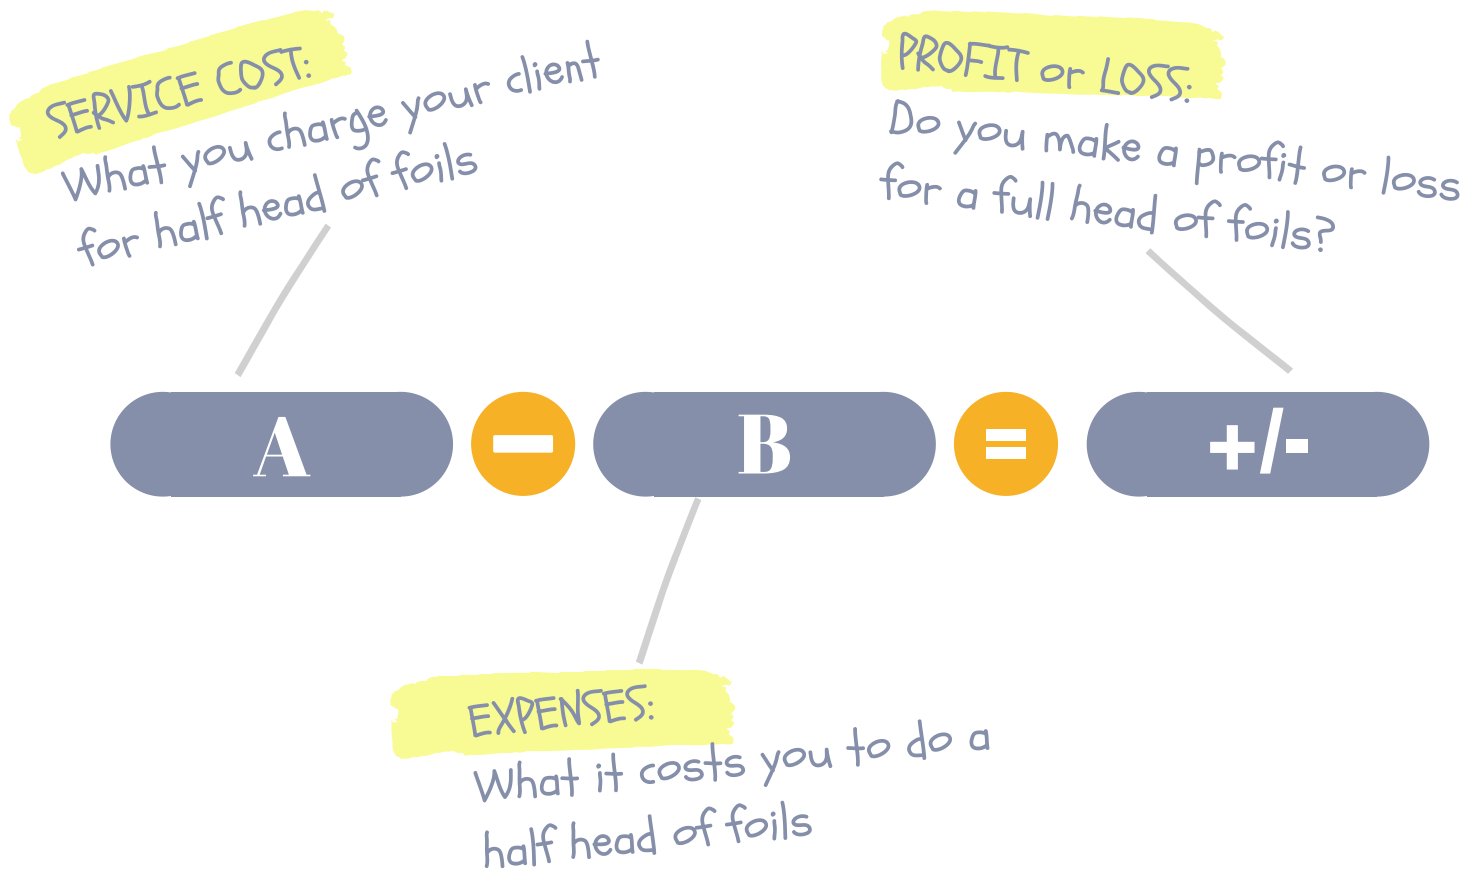 SERVICE COST:
What you charge your client
for half head of foils
PROFIT or LOSS:
Do you make a profit or loss
for a full head of foils?
A − B = +/-
EXPENSES:
What it costs you to do a
half head of foils